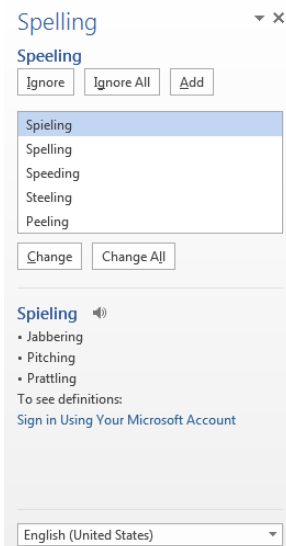 Spelling
Speeling
Ignore Ignore All Add
Spieling
Spelling
Speeding
Steeling
Peeling
Change Change All
Spieling
• Jabbering
• Pitching
• Prattling
To see definitions:
Sign in Using Your Microsoft Account
English (United States)